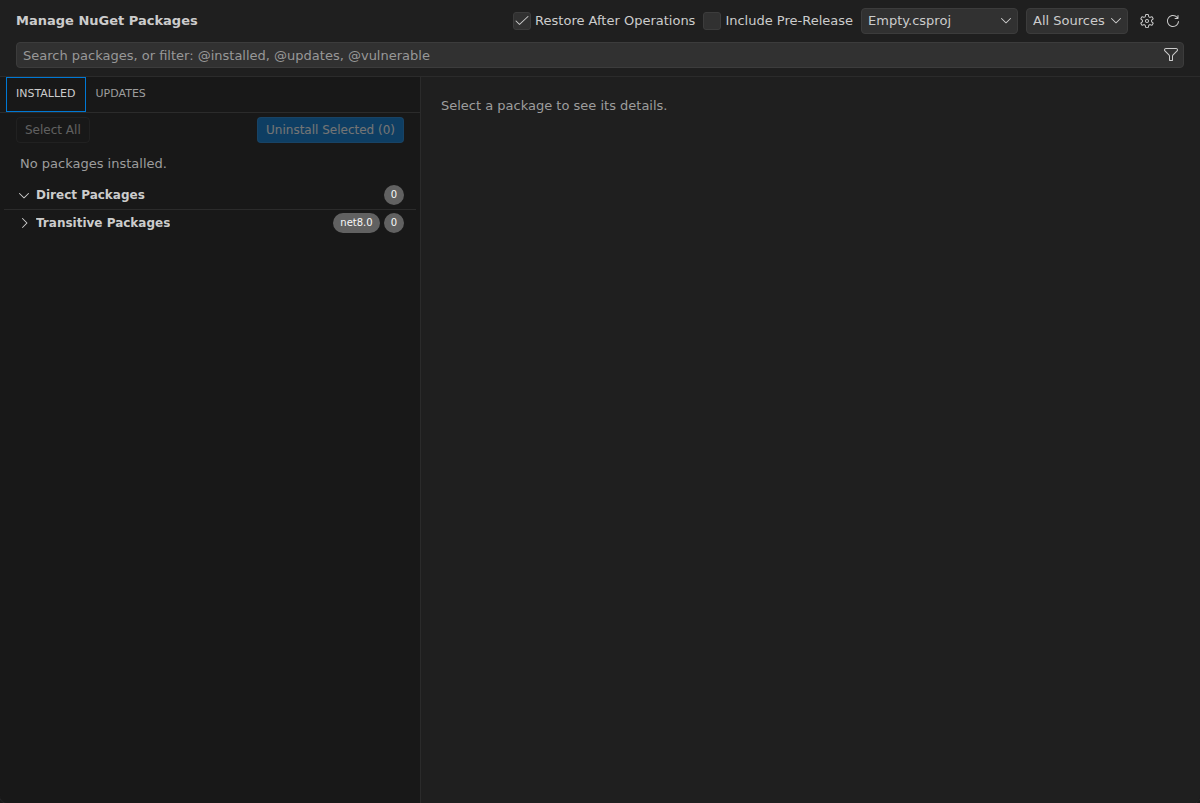 Manage NuGet Packages
Restore After Operations
Include Pre-Release
Empty.csproj
All Sources
Search packages, or filter: @installed, @updates, @vulnerable
INSTALLED
UPDATES
Select All
Uninstall Selected (0)
No packages installed.
Direct Packages
0
Transitive Packages
net8.0
0
Select a package to see its details.